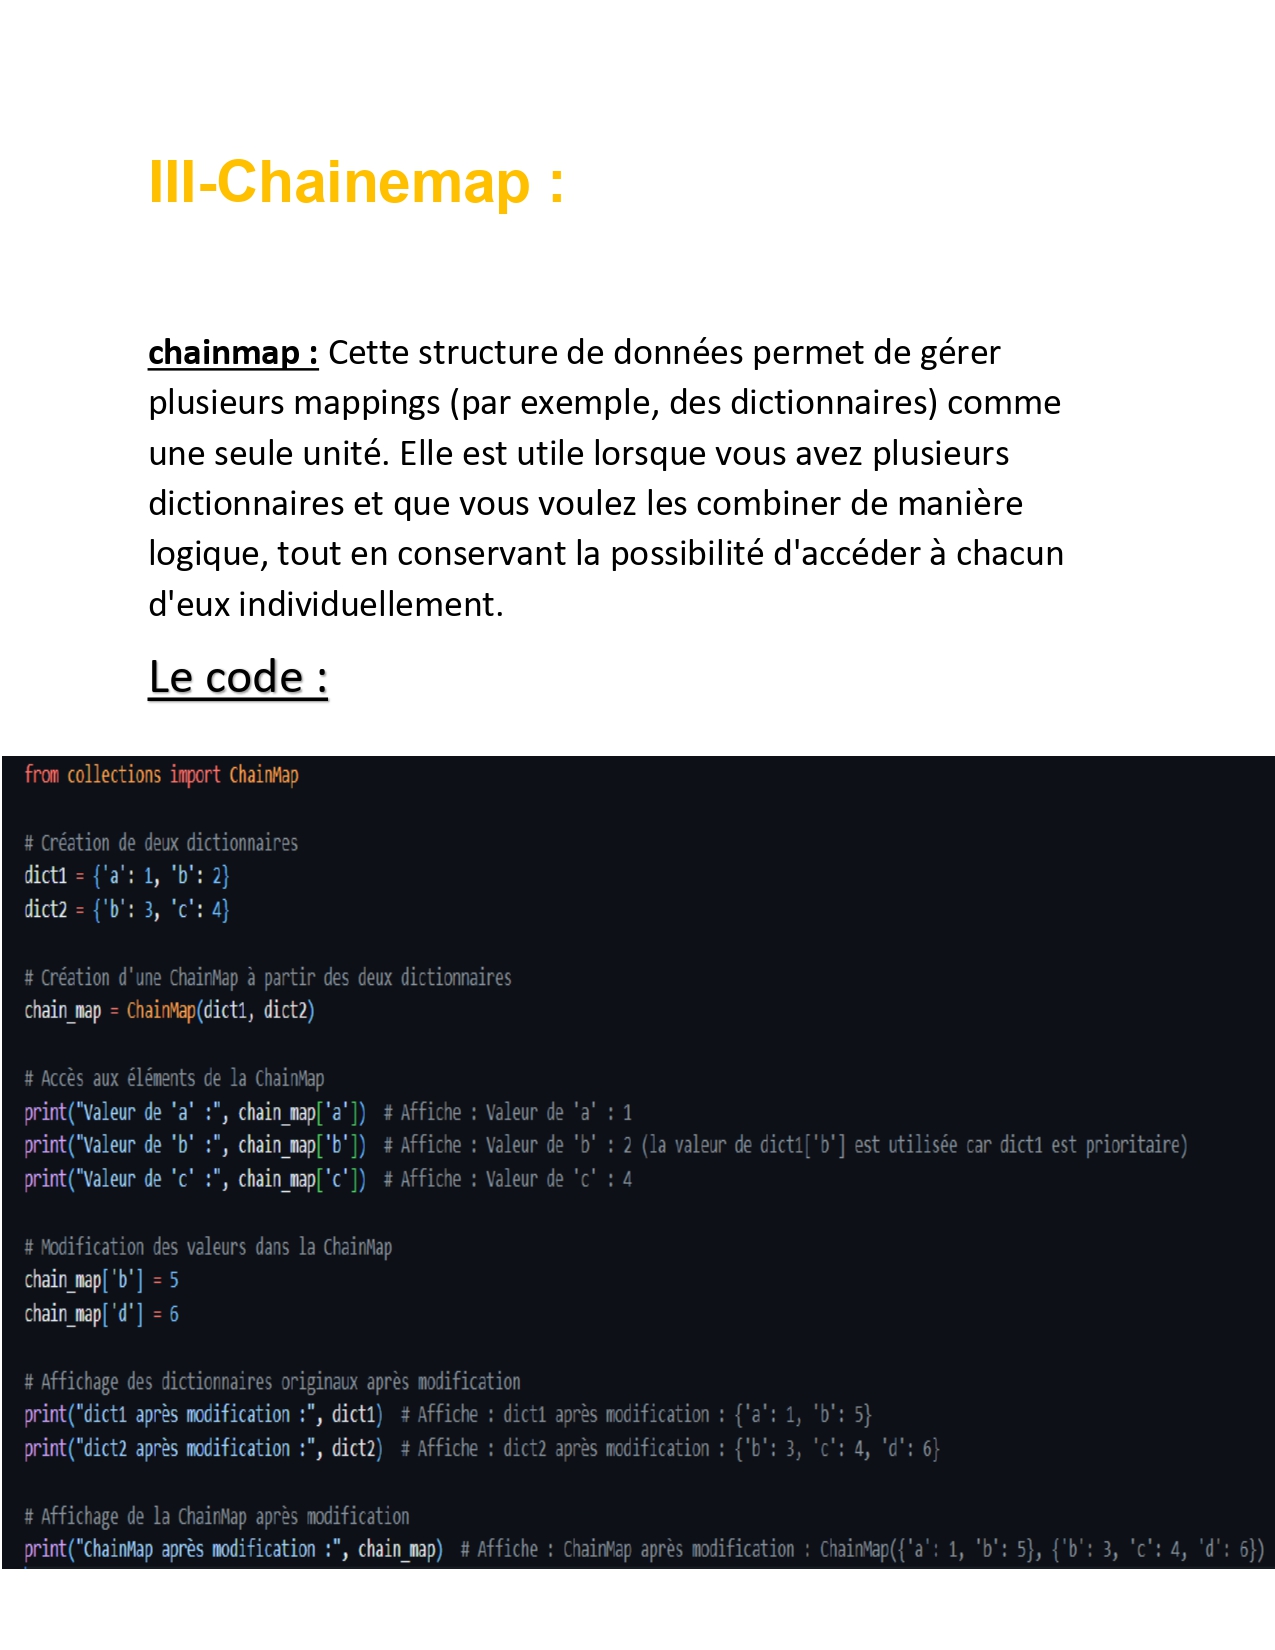 III-Chainemap :
chainmap : Cette structure de données permet de gérer
plusieurs mappings (par exemple, des dictionnaires) comme
une seule unité. Elle est utile lorsque vous avez plusieurs
dictionnaires et que vous voulez les combiner de manière
logique, tout en conservant la possibilité d'accéder à chacun
d'eux individuellement.
Le code :
from collections import ChainMap
# Création de deux dictionnaires
dict1 = {'a': 1, 'b': 2}
dict2 = {'b': 3, 'c': 4}
# Création d'une ChainMap à partir des deux dictionnaires
chain_map = ChainMap(dict1, dict2)
# Accès aux éléments de la ChainMap
print("Valeur de 'a' :", chain_map['a'])  # Affiche : Valeur de 'a' : 1
print("Valeur de 'b' :", chain_map['b'])  # Affiche : Valeur de 'b' : 2 (la valeur de dict1['b'] est utilisée car dict1 est prioritaire)
print("Valeur de 'c' :", chain_map['c'])  # Affiche : Valeur de 'c' : 4
# Modification des valeurs dans la ChainMap
chain_map['b'] = 5
chain_map['d'] = 6
# Affichage des dictionnaires originaux après modification
print("dict1 après modification :", dict1)  # Affiche : dict1 après modification : {'a': 1, 'b': 5}
print("dict2 après modification :", dict2)  # Affiche : dict2 après modification : {'b': 3, 'c': 4, 'd': 6}
# Affichage de la ChainMap après modification
print("ChainMap après modification :", chain_map)  # Affiche : ChainMap après modification : ChainMap({'a': 1, 'b': 5}, {'b': 3, 'c': 4, 'd': 6})